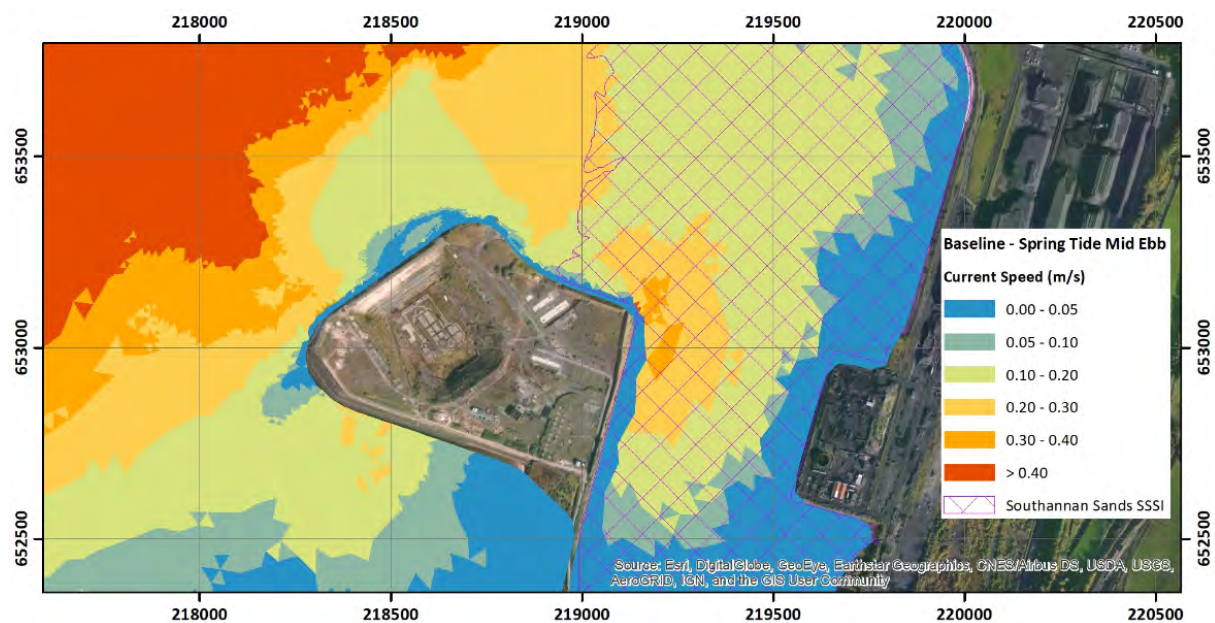 218000 218500 219000 219500 220000 220500
653500 653500
653000 653000
652500 652500
Baseline - Spring Tide Mid Ebb
Current Speed (m/s)
0.00 - 0.05
0.05 - 0.10
0.10 - 0.20
0.20 - 0.30
0.30 - 0.40
> 0.40
Southannan Sands SSSI
Source: Esri, DigitalGlobe, GeoEye, Earthstar Geographics, CNES/Airbus DS, USDA, USGS,
AeroGRID, IGN, and the GIS User Community
218000 218500 219000 219500 220000 220500